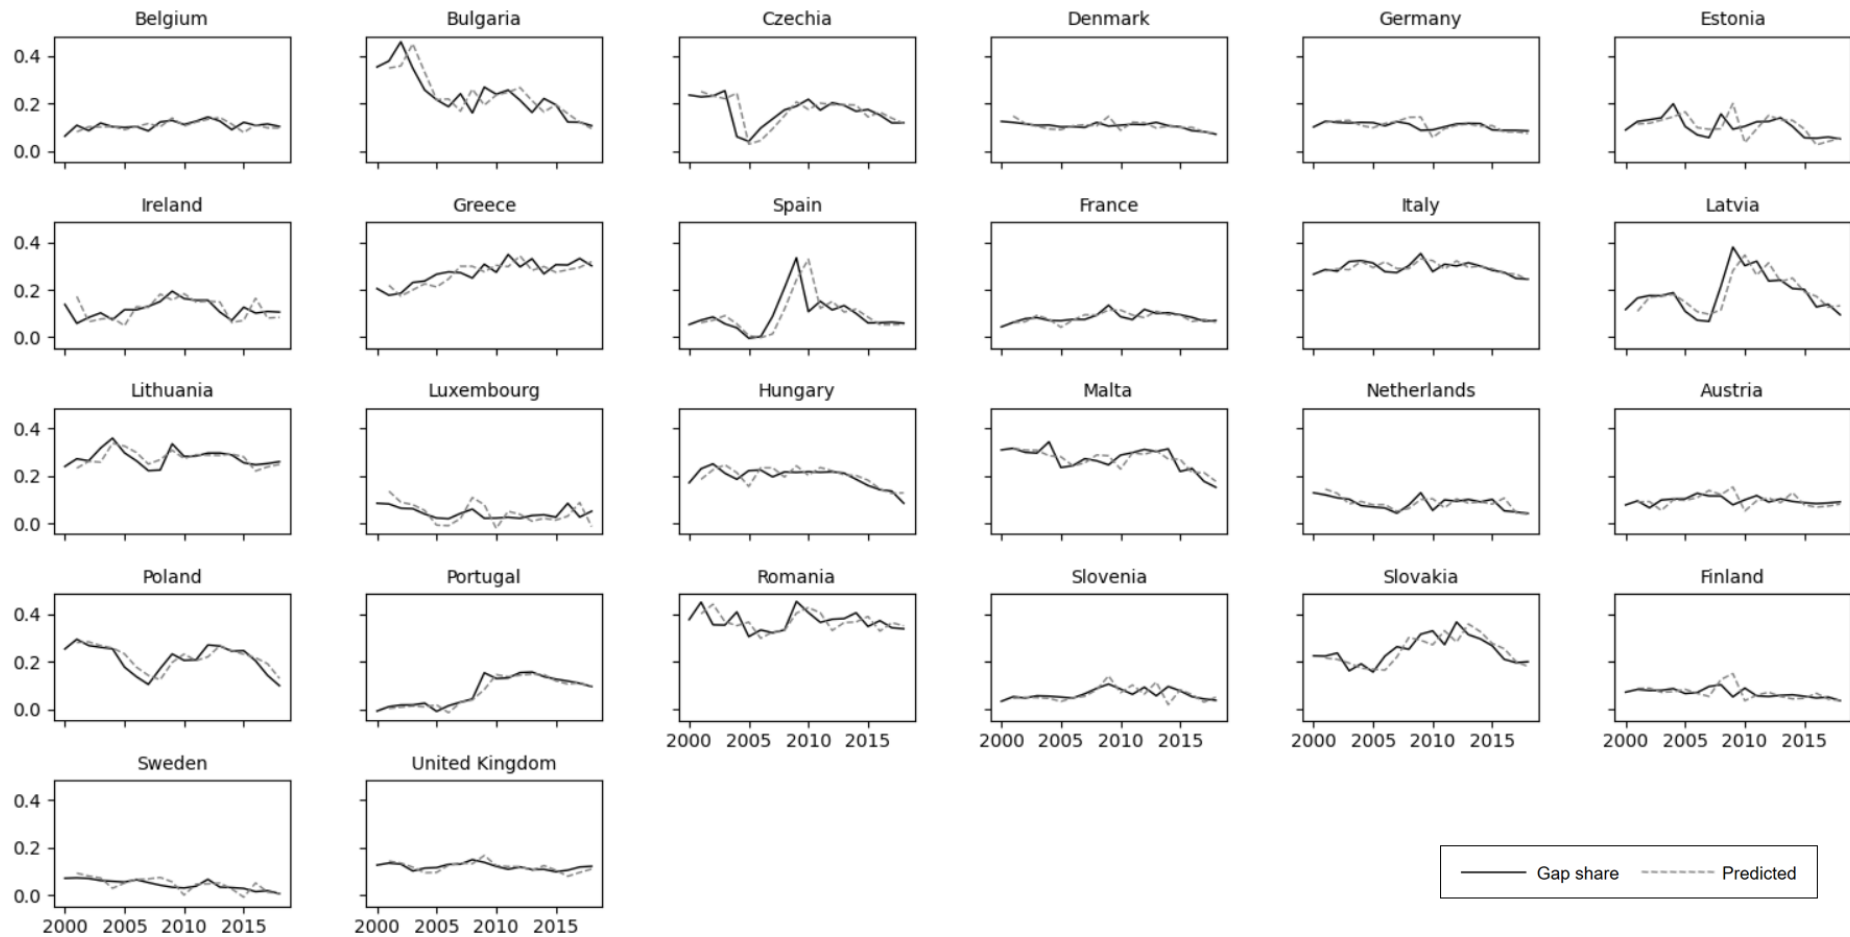 Belgium Bulgaria Czechia Denmark Germany Estonia
0.4
0.2
0.0
Ireland Greece Spain France Italy Latvia
0.4
0.2
0.0
Lithuania Luxembourg Hungary Malta Netherlands Austria
0.4
0.2
0.0
Poland Portugal Romania Slovenia Slovakia Finland
0.4
0.2
0.0
2000 2005 2010 2015 2000 2005 2010 2015 2000 2005 2010 2015 2000 2005 2010 2015
Sweden United Kingdom
0.4
0.2
0.0
2000 2005 2010 2015 2000 2005 2010 2015
Gap share Predicted